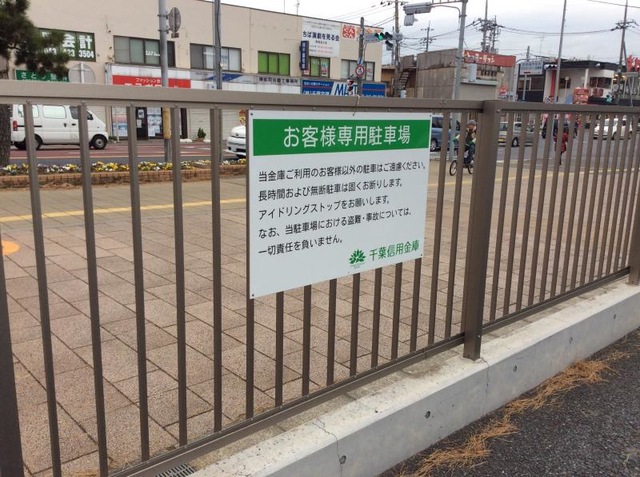 お客様専用駐車場
当金庫ご利用のお客様以外の駐車はご遠慮ください。
長時間および無断駐車は固くお断りします。
アイドリングストップをお願いします。
なお、当駐車場における盗難・事故については、
一切責任を負いません。
千葉信用金庫
会計